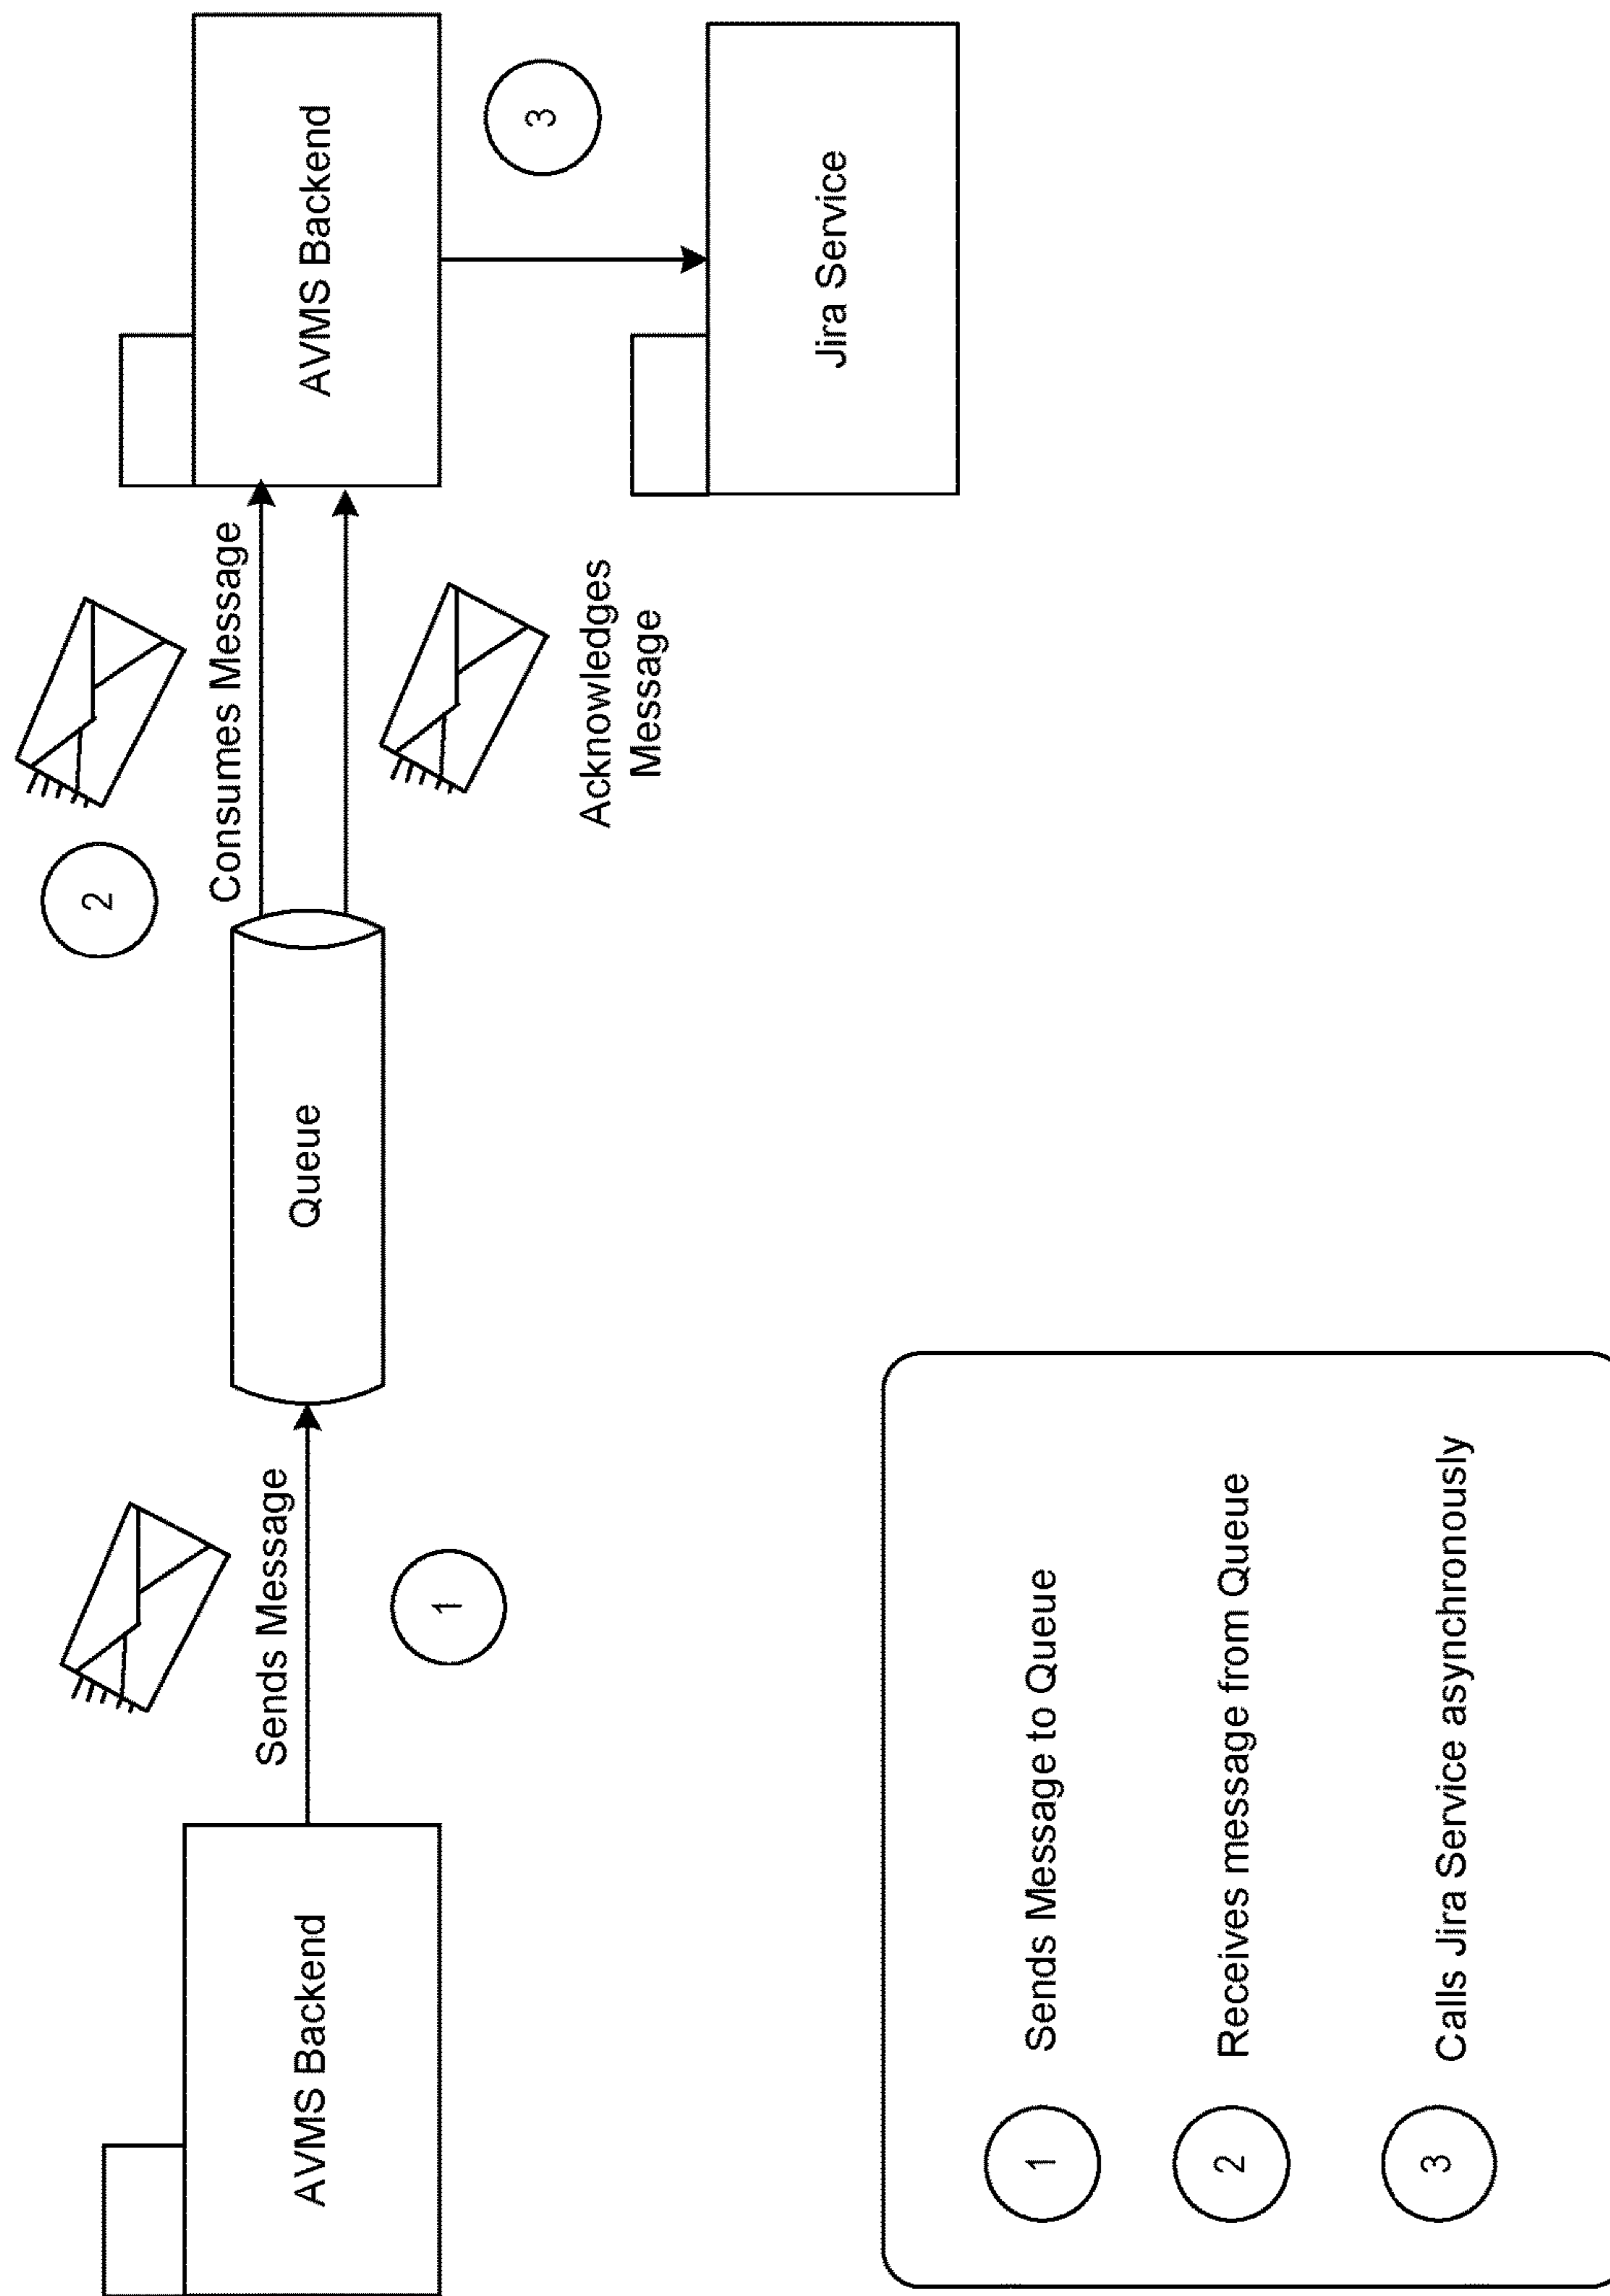 AVMS Backend
Sends Message
1
Queue
2
Consumes Message
Acknowledges
Message
AVMS Backend
3
Jira Service
1 Sends Message to Queue
2 Receives message from Queue
3 Calls Jira Service asynchronously